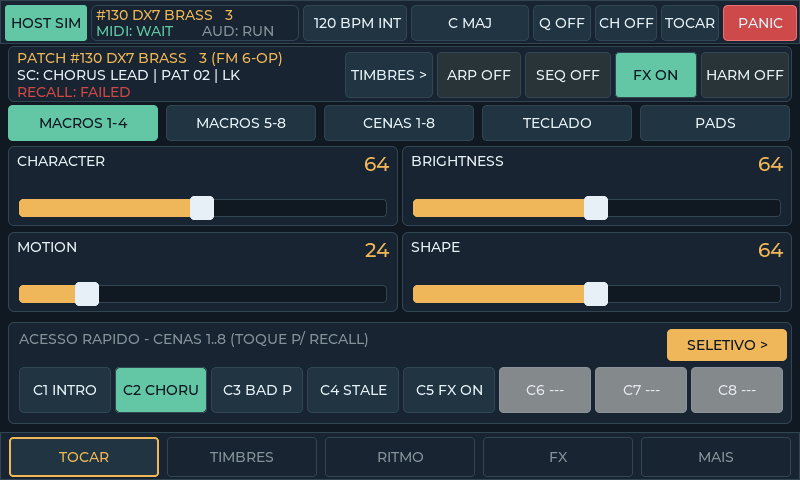 HOST SIM
#130 DX7 BRASS   3
MIDI: WAIT   AUD: RUN
120 BPM INT
C MAJ
Q OFF
CH OFF
TOCAR
PANIC
PATCH #130 DX7 BRASS   3 (FM 6-OP)
SC: CHORUS LEAD | PAT 02 | LK
RECALL: FAILED
TIMBRES >
ARP OFF
SEQ OFF
FX ON
HARM OFF
MACROS 1-4
MACROS 5-8
CENAS 1-8
TECLADO
PADS
CHARACTER
64
BRIGHTNESS
64
MOTION
24
SHAPE
64
ACESSO RAPIDO - CENAS 1..8 (TOQUE P/ RECALL)
SELETIVO >
C1 INTRO
C2 CHORU
C3 BAD P
C4 STALE
C5 FX ON
C6 ---
C7 ---
C8 ---
TOCAR
TIMBRES
RITMO
FX
MAIS